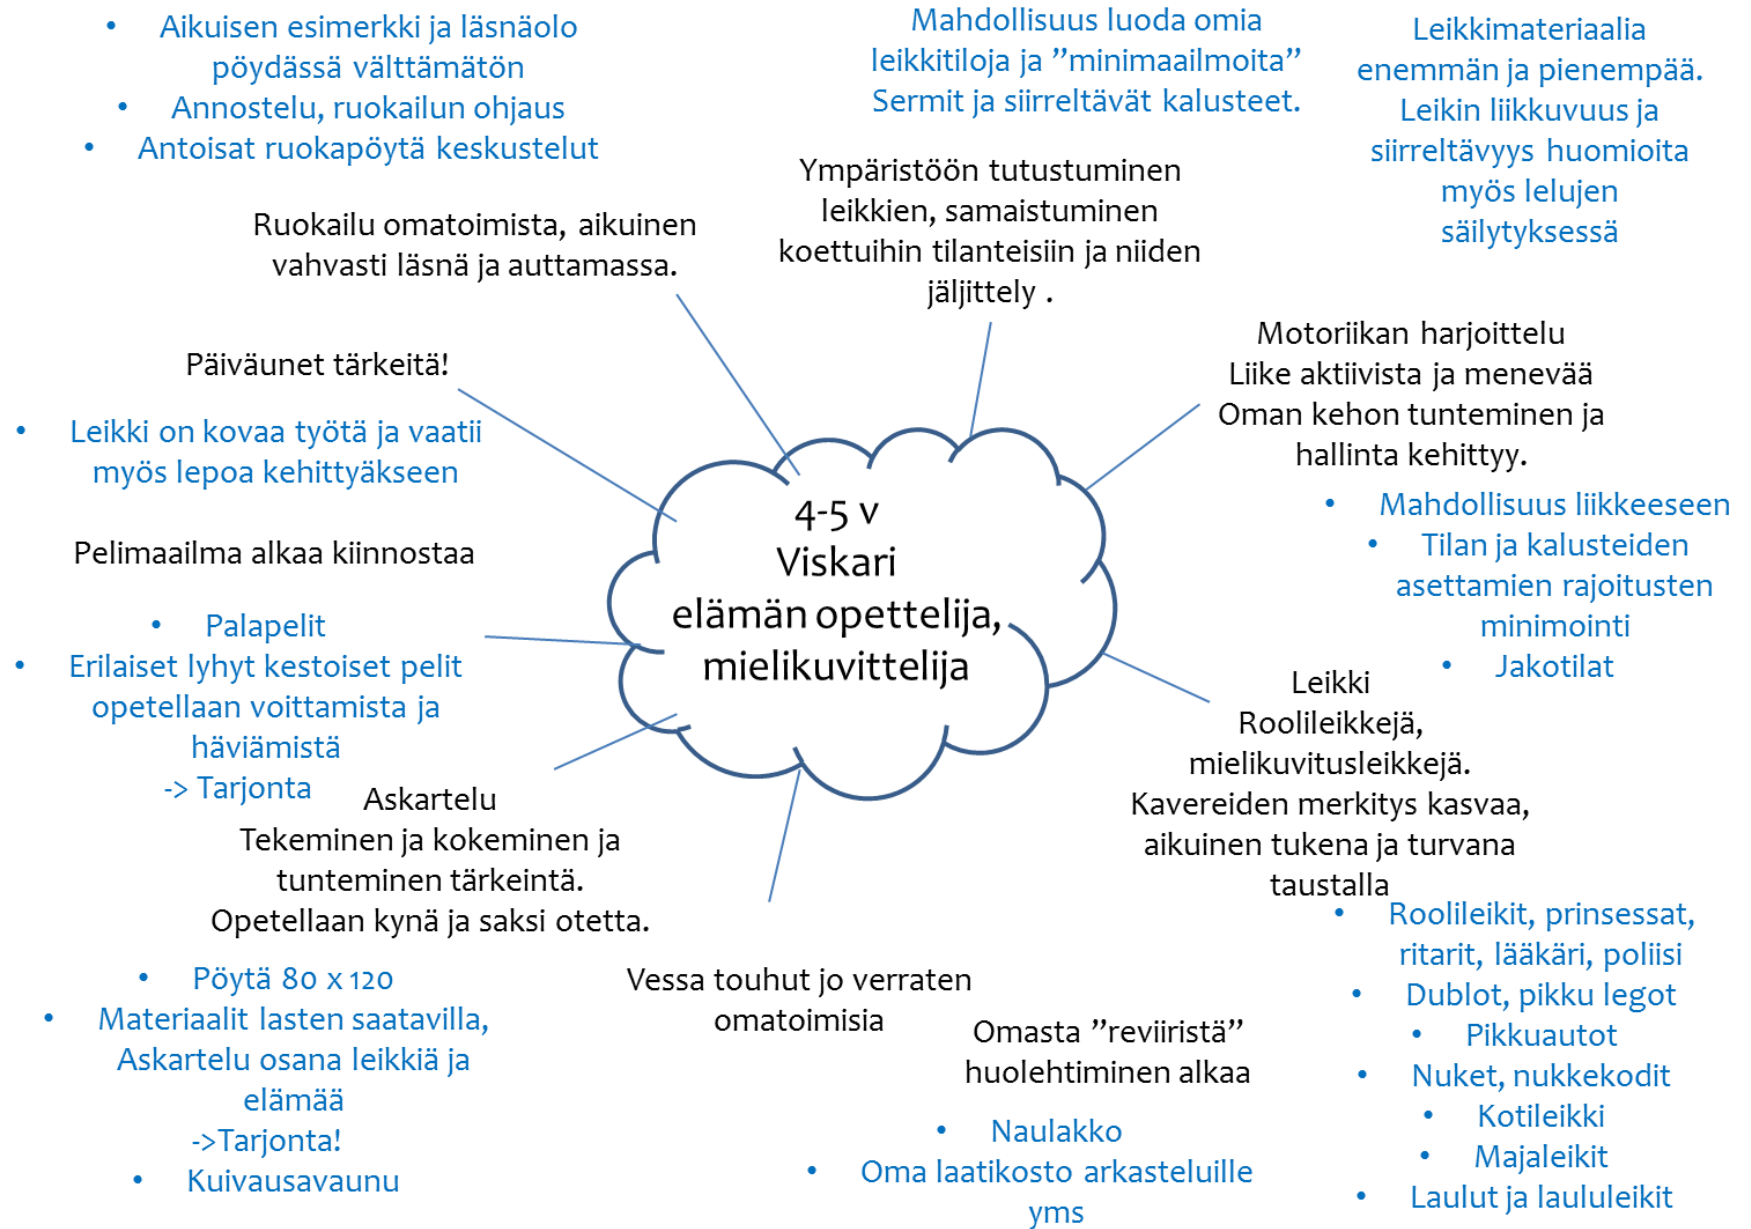 • Aikuisen esimerkki ja läsnäolo
pöydässä välttämätön
• Annostelu, ruokailun ohjaus
• Antoisat ruokapöytä keskustelut
Mahdollisuus luoda omia
leikkitiloja ja ”minimaailmoita”
Sermit ja siirreltävät kalusteet.
Leikkimateriaalia
enemmän ja pienempää.
Leikin liikkuvuus ja
siirreltävyys huomioita
myös lelujen
säilytyksessä
Ruokailu omatoimista, aikuinen
vahvasti läsnä ja auttamassa.
Ympäristöön tutustuminen
leikkien, samaistuminen
koettuihin tilanteisiin ja niiden
jäljittely .
Päiväunet tärkeitä!
• Leikki on kovaa työtä ja vaatii
myös lepoa kehittyäkseen
Motoriikan harjoittelu
Liike aktiivista ja menevää
Oman kehon tunteminen ja
hallinta kehittyy.
• Mahdollisuus liikkeeseen
• Tilan ja kalusteiden
asettamien rajoitusten
minimointi
• Jakotilat
4-5 v
Viskari
elämän opettelija,
mielikuvittelija
Pelimaailma alkaa kiinnostaa
• Palapelit
• Erilaiset lyhyt kestoiset pelit
opetellaan voittamista ja
häviämistä
-> Tarjonta
Leikki
Roolileikkejä,
mielikuvitusleikkejä.
Kavereiden merkitys kasvaa,
aikuinen tukena ja turvana
taustalla
• Roolileikit, prinsessat,
ritarit, lääkäri, poliisi
• Dublot, pikku legot
• Pikkuautot
• Nuket, nukkekodit
• Kotileikki
• Majaleikit
• Laulut ja laululeikit
Askartelu
Tekeminen ja kokeminen ja
tunteminen tärkeintä.
Opetellaan kynä ja saksi otetta.
• Pöytä 80 x 120
• Materiaalit lasten saatavilla,
Askartelu osana leikkiä ja
elämää
->Tarjonta!
• Kuivausavaunu
Vessa touhut jo verraten
omatoimisia
Omasta ”reviiristä”
huolehtiminen alkaa
• Naulakko
• Oma laatikosto arkasteluille
yms